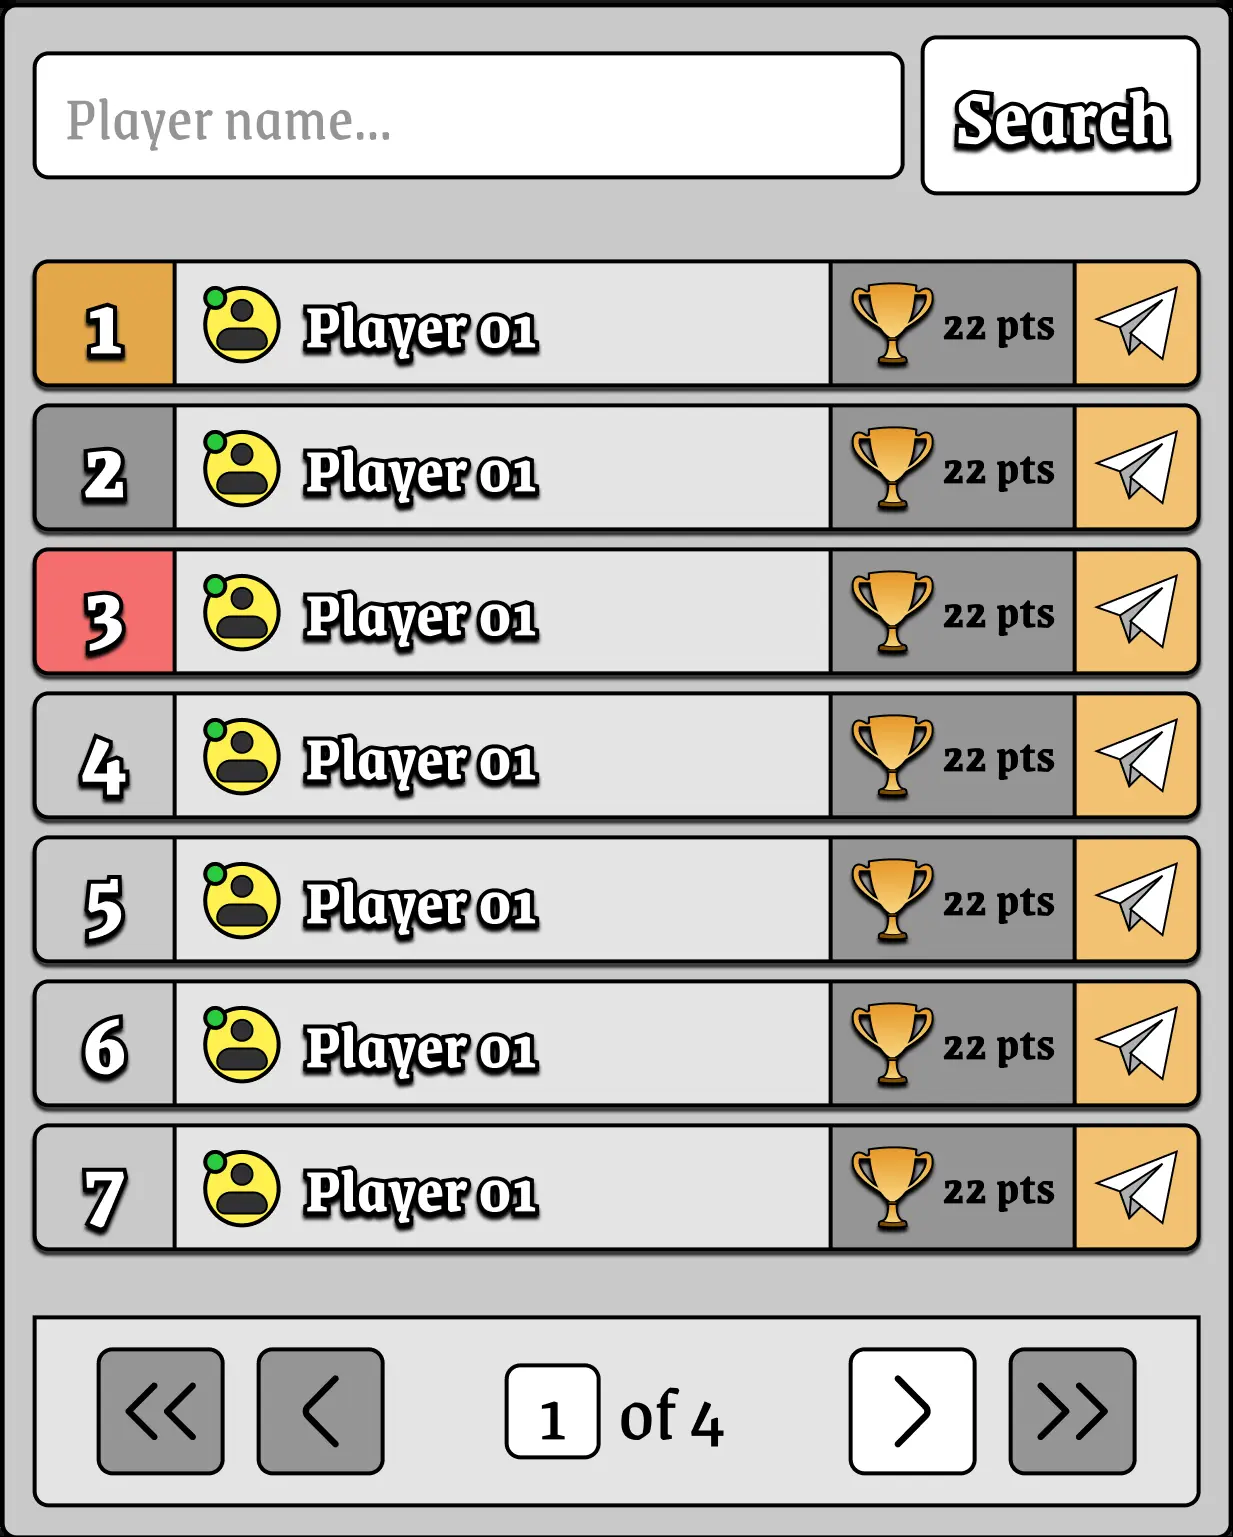 Player name...
Search
1 Player 01 22 pts
2 Player 01 22 pts
3 Player 01 22 pts
4 Player 01 22 pts
5 Player 01 22 pts
6 Player 01 22 pts
7 Player 01 22 pts
1 of 4